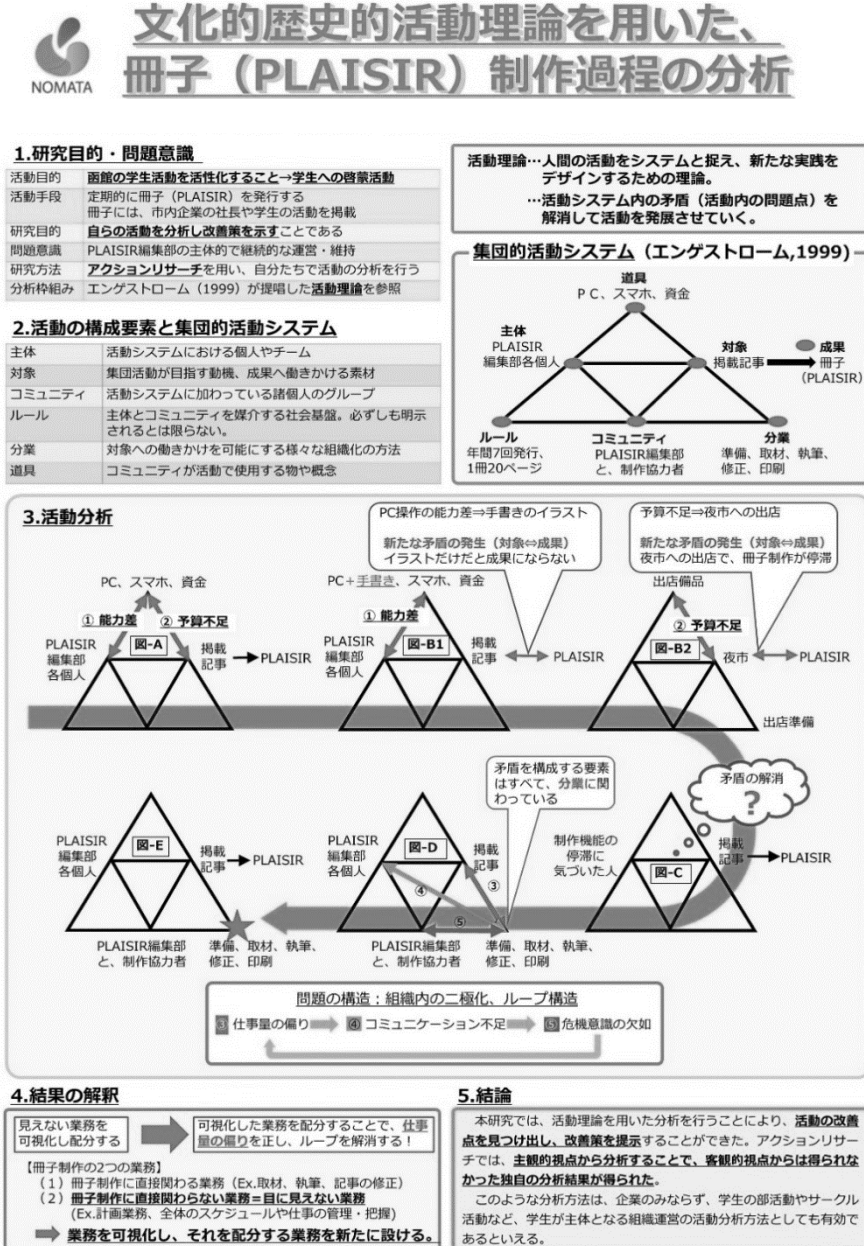 NOMATA
文化的歴史的活動理論を用いた、
冊子（PLAISIR）制作過程の分析
1.研究目的・問題意識
活動目的 函館の学生活動を活性化すること→学生への啓蒙活動
活動手段 定期的に冊子（PLAISIR）を発行する
冊子には、市内企業の社長や学生の活動を掲載
研究目的 自らの活動を分析し改善策を示すことである
問題意識 PLAISIR編集部の主体的で継続的な運営・維持
研究方法 アクションリサーチを用い、自分たちで活動の分析を行う
分析枠組み エンゲストローム（1999）が提唱した活動理論を参照
2.活動の構成要素と集団的活動システム
主体 活動システムにおける個人やチーム
対象 集団活動が目指す動機、成果へ働きかける素材
コミュニティ 活動システムに加わっている諸個人のグループ
ルール 主体とコミュニティを媒介する社会基盤。必ずしも明示
されるとは限らない。
分業 対象への働きかけを可能にする様々な組織化の方法
道具 コミュニティが活動で使用する物や概念
活動理論…人間の活動をシステムと捉え、新たな実践を
デザインするための理論。
…活動システム内の矛盾（活動内の問題点）を
解消して活動を発展させていく。
集団的活動システム（エンゲストローム,1999）
道具
ＰＣ、スマホ、資金
主体
PLAISIR
編集部各個人
対象
掲載記事
成果
冊子
(PLAISIR)
ルール
年間7回発行、
1冊20ページ
コミュニティ
PLAISIR編集部
と、制作協力者
分業
準備、取材、執筆、
修正、印刷
3.活動分析
PC操作の能力差⇒手書きのイラスト
新たな矛盾の発生（対象⇔成果）
イラストだけだと成果にならない
予算不足⇒夜市への出店
新たな矛盾の発生（対象⇔成果）
夜市への出店で、冊子制作が停滞
PC、スマホ、資金
① 能力差
② 予算不足
PLAISIR
編集部
各個人
図-A
掲載
記事
PLAISIR
PC+手書き、スマホ、資金
① 能力差
PLAISIR
編集部
各個人
図-B1
掲載
記事
PLAISIR
出店備品
② 予算不足
図-B2
夜市
PLAISIR
出店準備
矛盾の解消
？
制作機能の
停滞に
気づいた人
図-C
掲載
記事
PLAISIR
矛盾を構成する要素
はすべて、分業に関
わっている
PLAISIR
編集部
各個人
図-D
掲載
記事
③
④
⑤
PLAISIR編集部
と、制作協力者
準備、取材、執筆、
修正、印刷
PLAISIR
編集部
各個人
図-E
掲載
記事
PLAISIR
PLAISIR編集部
と、制作協力者
準備、取材、執筆、
修正、印刷
問題の構造：組織内の二極化、ループ構造
③ 仕事量の偏り ④ コミュニケーション不足 ⑤ 危機意識の欠如
4.結果の解釈
見えない業務を
可視化し配分する
可視化した業務を配分することで、仕事
量の偏りを正し、ループを解消する！
【冊子制作の2つの業務】
（１）冊子制作に直接関わる業務（Ex.取材、執筆、記事の修正）
（２）冊子制作に直接関わらない業務＝目に見えない業務
(Ex.計画業務、全体のスケジュールや仕事の管理・把握)
業務を可視化し、それを配分する業務を新たに設ける。
5.結論
本研究では、活動理論を用いた分析を行うことにより、活動の改善
点を見つけ出し、改善策を提示することができた。アクションリサー
チでは、主観的視点から分析することで、客観的視点からは得られな
かった独自の分析結果が得られた。
このような分析方法は、企業のみならず、学生の部活動やサークル
活動など、学生が主体となる組織運営の活動分析方法としても有効で
あるといえる。